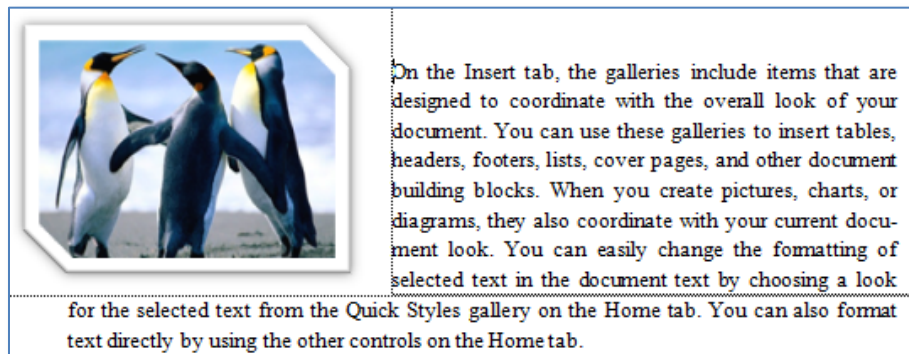 On the Insert tab, the galleries include items that are
designed to coordinate with the overall look of your
document. You can use these galleries to insert tables,
headers, footers, lists, cover pages, and other document
building blocks. When you create pictures, charts, or
diagrams, they also coordinate with your current docu-
ment look. You can easily change the formatting of
selected text in the document text by choosing a look
for the selected text from the Quick Styles gallery on the Home tab. You can also format
text directly by using the other controls on the Home tab.